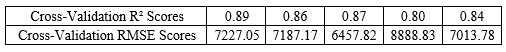 Cross-Validation R² Scores 0.89 0.86 0.87 0.80 0.84
Cross-Validation RMSE Scores 7227.05 7187.17 6457.82 8888.83 7013.78